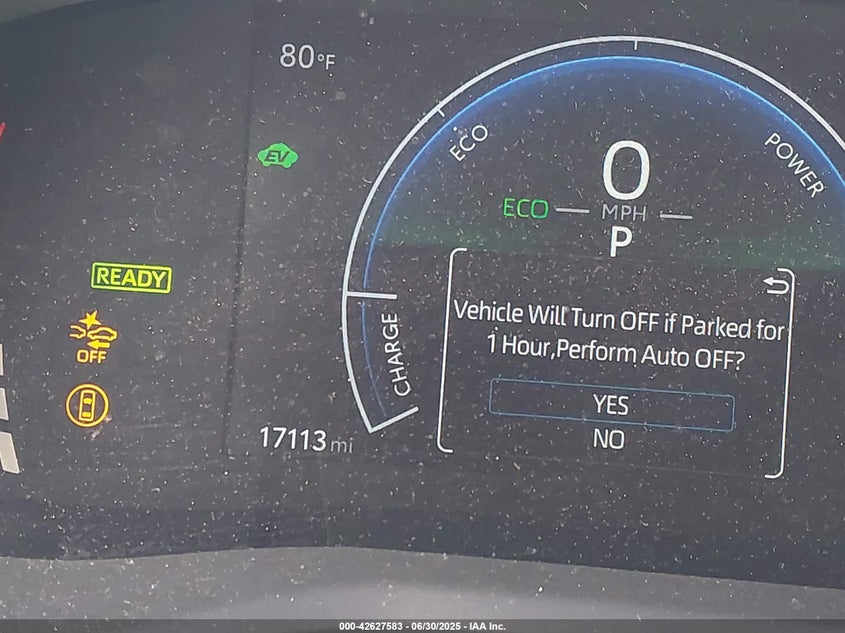 80°F
ECO
POWER
EV
0
ECO
MPH
P
READY
Vehicle Will Turn OFF if Parked for
1 Hour,Perform Auto OFF?
CHARGE
OFF
YES
NO
17113 mi
000-42627583 - 06/30/2025 - IAA Inc.